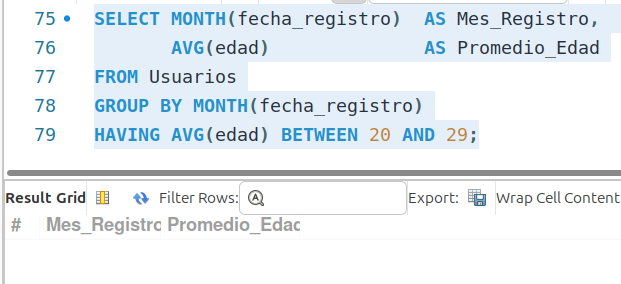 75 SELECT MONTH(fecha_registro)  AS Mes_Registro,
76        AVG(edad)              AS Promedio_Edad
77 FROM Usuarios
78 GROUP BY MONTH(fecha_registro)
79 HAVING AVG(edad) BETWEEN 20 AND 29;
Result Grid Filter Rows: Export: Wrap Cell Content
# Mes_Registro Promedio_Edad